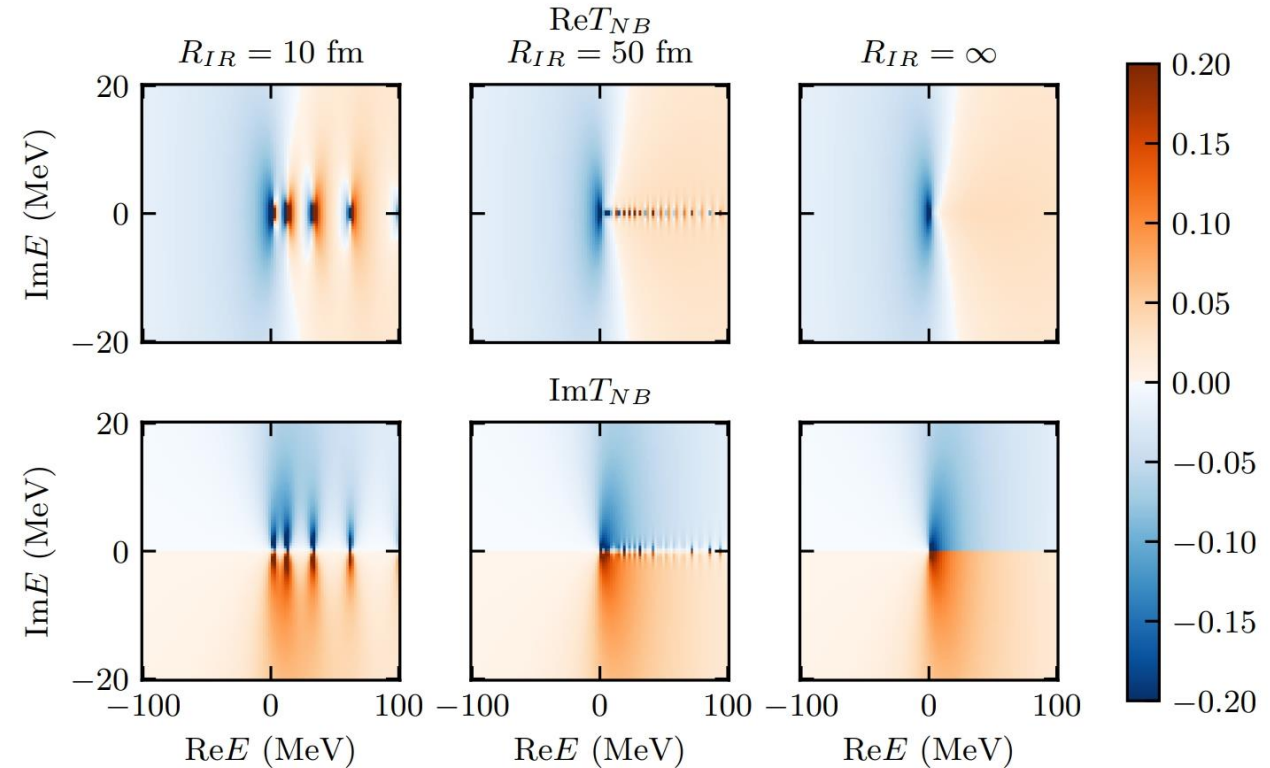 ReT_{NB}
R_{IR} = 10 fm R_{IR} = 50 fm R_{IR} = ∞
20
ImE (MeV)
0
−20
0.20
0.15
0.10
0.05
0.00
−0.05
−0.10
−0.15
−0.20
ImT_{NB}
20
ImE (MeV)
0
−20
−100 0 100 −100 0 100 −100 0 100
ReE (MeV) ReE (MeV) ReE (MeV)